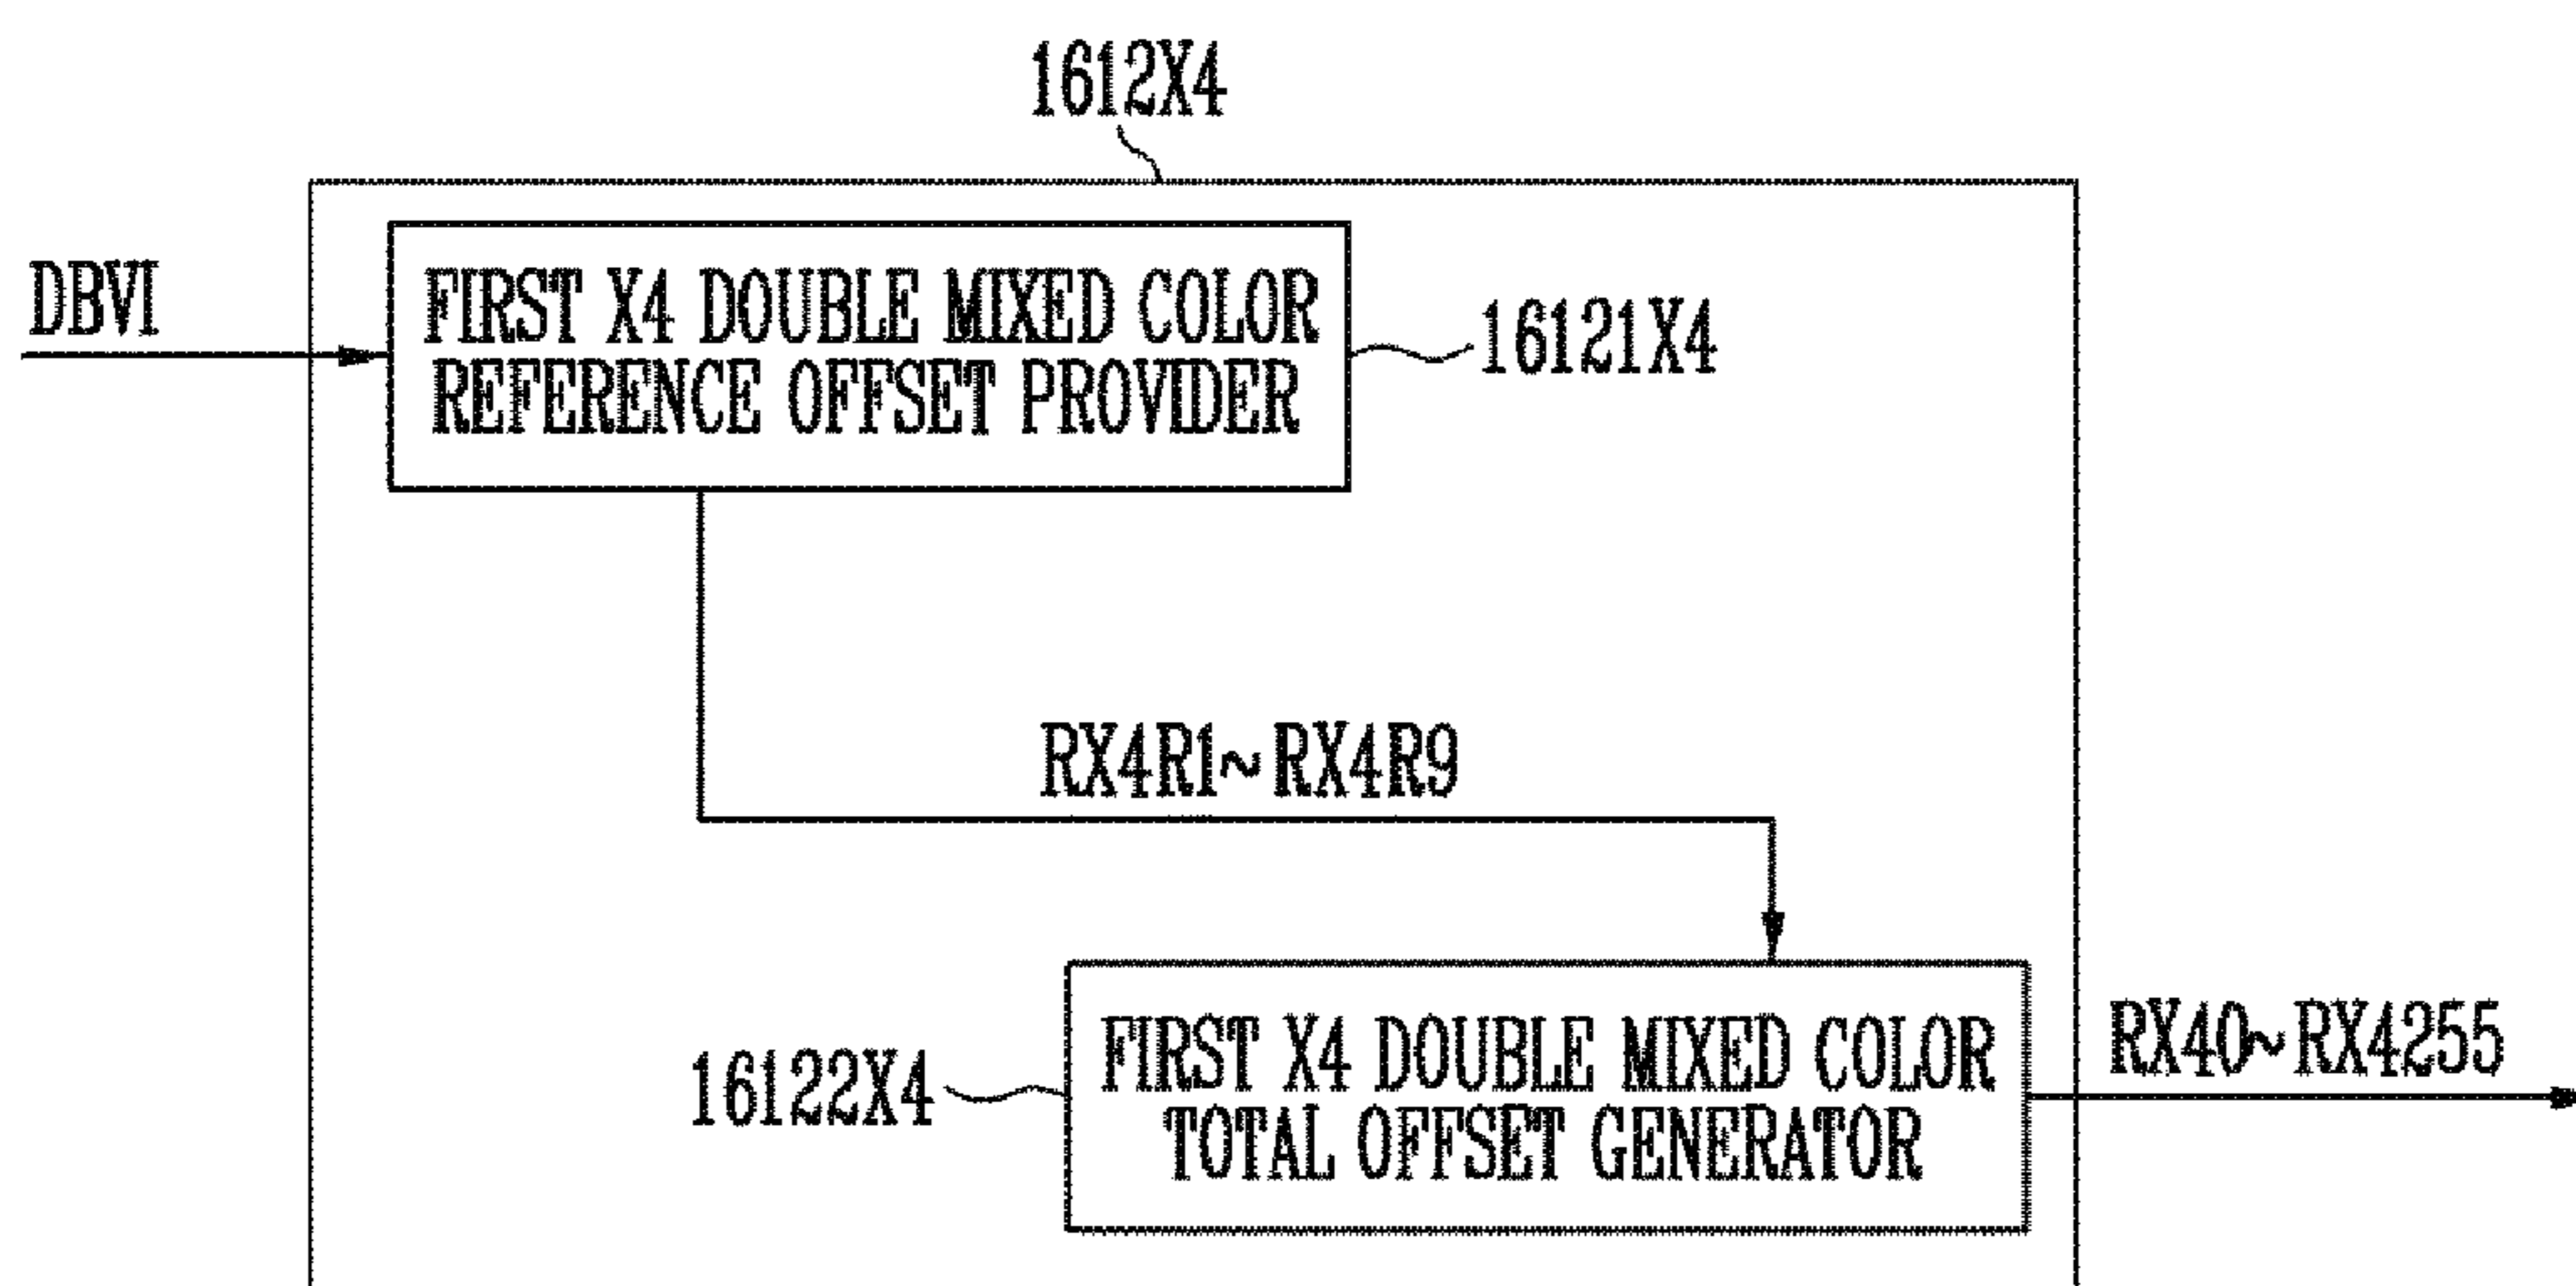 1612X4
DBVI
FIRST X4 DOUBLE MIXED COLOR
REFERENCE OFFSET PROVIDER
16121X4
RX4R1~RX4R9
16122X4
FIRST X4 DOUBLE MIXED COLOR
TOTAL OFFSET GENERATOR
RX40~RX4255